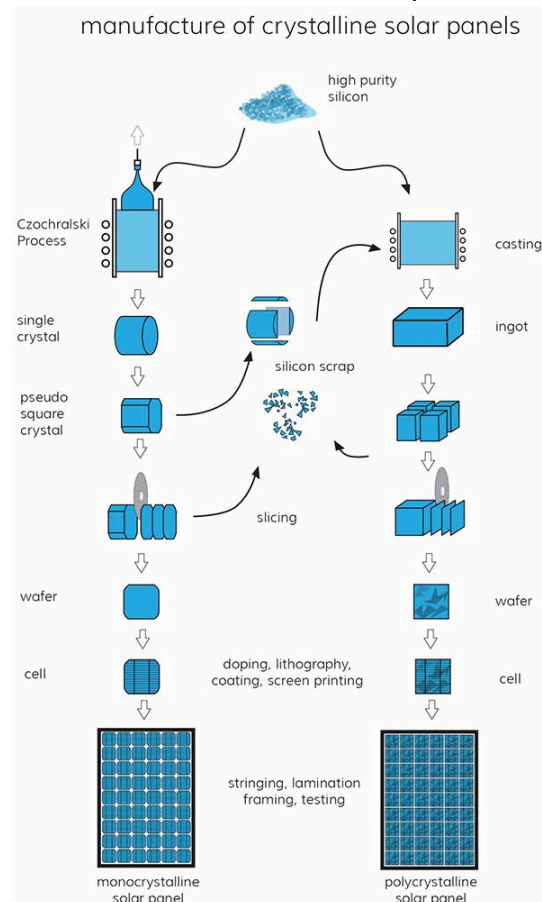 manufacture of crystalline solar panels
high purity
silicon
Czochralski
Process
casting
single
crystal
ingot
silicon scrap
pseudo
square
crystal
slicing
wafer
wafer
cell
doping, lithography,
coating, screen printing
cell
stringing, lamination
framing, testing
monocrystalline
solar panel
polycrystalline
solar panel